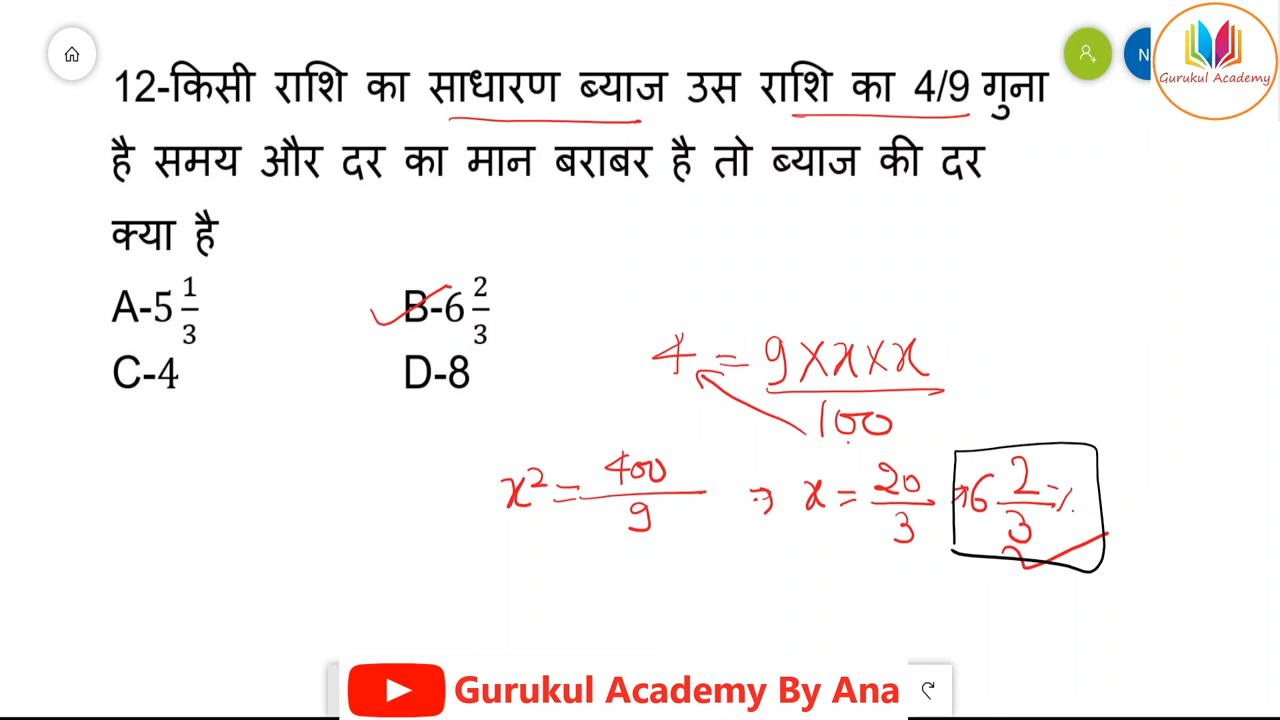 N
Gurukul Academy
12-किसी राशि का साधारण ब्याज उस राशि का 4/9 गुना
है समय और दर का मान बराबर है तो ब्याज की दर
क्या है
A-5 1/3 B-6 2/3
C-4 D-8
4 = 9×x×x/100
x² = 400/9 ⇒ x = 20/3 → 6 2/3 %
Gurukul Academy By Ana